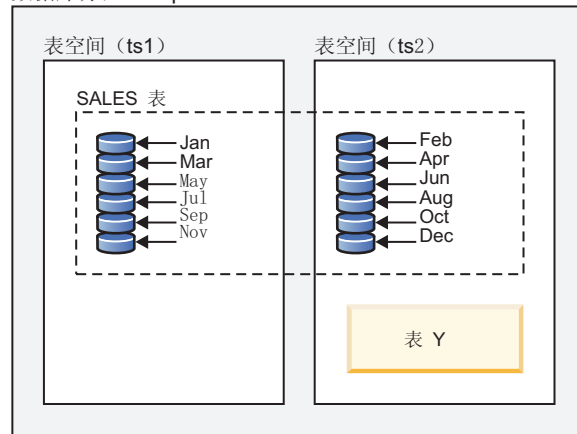 表空间（ts1）
表空间（ts2）
SALES 表
Jan
Mar
May
Jul
Sep
Nov
Feb
Apr
Jun
Aug
Oct
Dec
表 Y